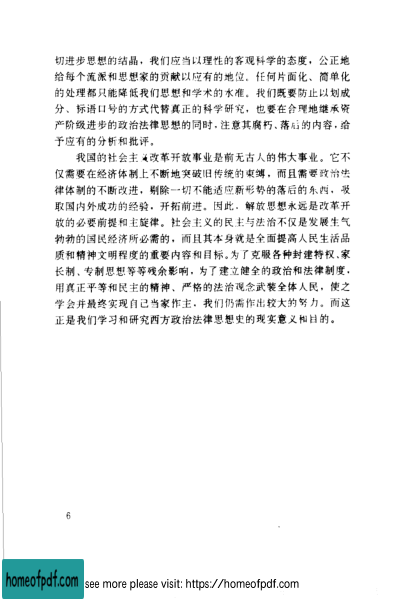 切进步思想的结晶，我们应当以理性的客观科学的态度，公正地
给每个流派和思想家的贡献以应有的地位。任何片面化、简单化
的处理都只能降低我们思想和学术的水准。我们既要防止以划成
分、标语口号的方式代替真正的科学研究，也要在合理地继承资
产阶级进步的政治法律思想的同时，注意其腐朽、落后的内容，给
予应有的分析和批评。
我国的社会主义改革开放事业是前无古人的伟大事业。它不
仅需要在经济体制上不断地突破旧传统的束缚，而且需要政治法
律体制的不断改进，剔除一切不能适应新形势的落后的东西，吸
取国内外成功的经验，开拓前进。因此，解放思想永远是改革开
放的必要前提和主旋律。社会主义的民主与法治不仅是发展生气
勃勃的国民经济所必需的，而且其本身就是全面提高人民生活品
质和精神文明程度的重要内容和目标。为了克服各种封建特权、家
长制、专制思想等等残余影响，为了建立健全的政治和法律制度，
用真正平等和民主的精神、严格的法治观念武装全体人民，使之
学会并最终实现自己当家作主，我们仍需作出较大的努力。而这
正是我们学习和研究西方政治法律思想史的现实意义和目的。
6
homeofpdf.com
see more please visit: https://homeofpdf.com